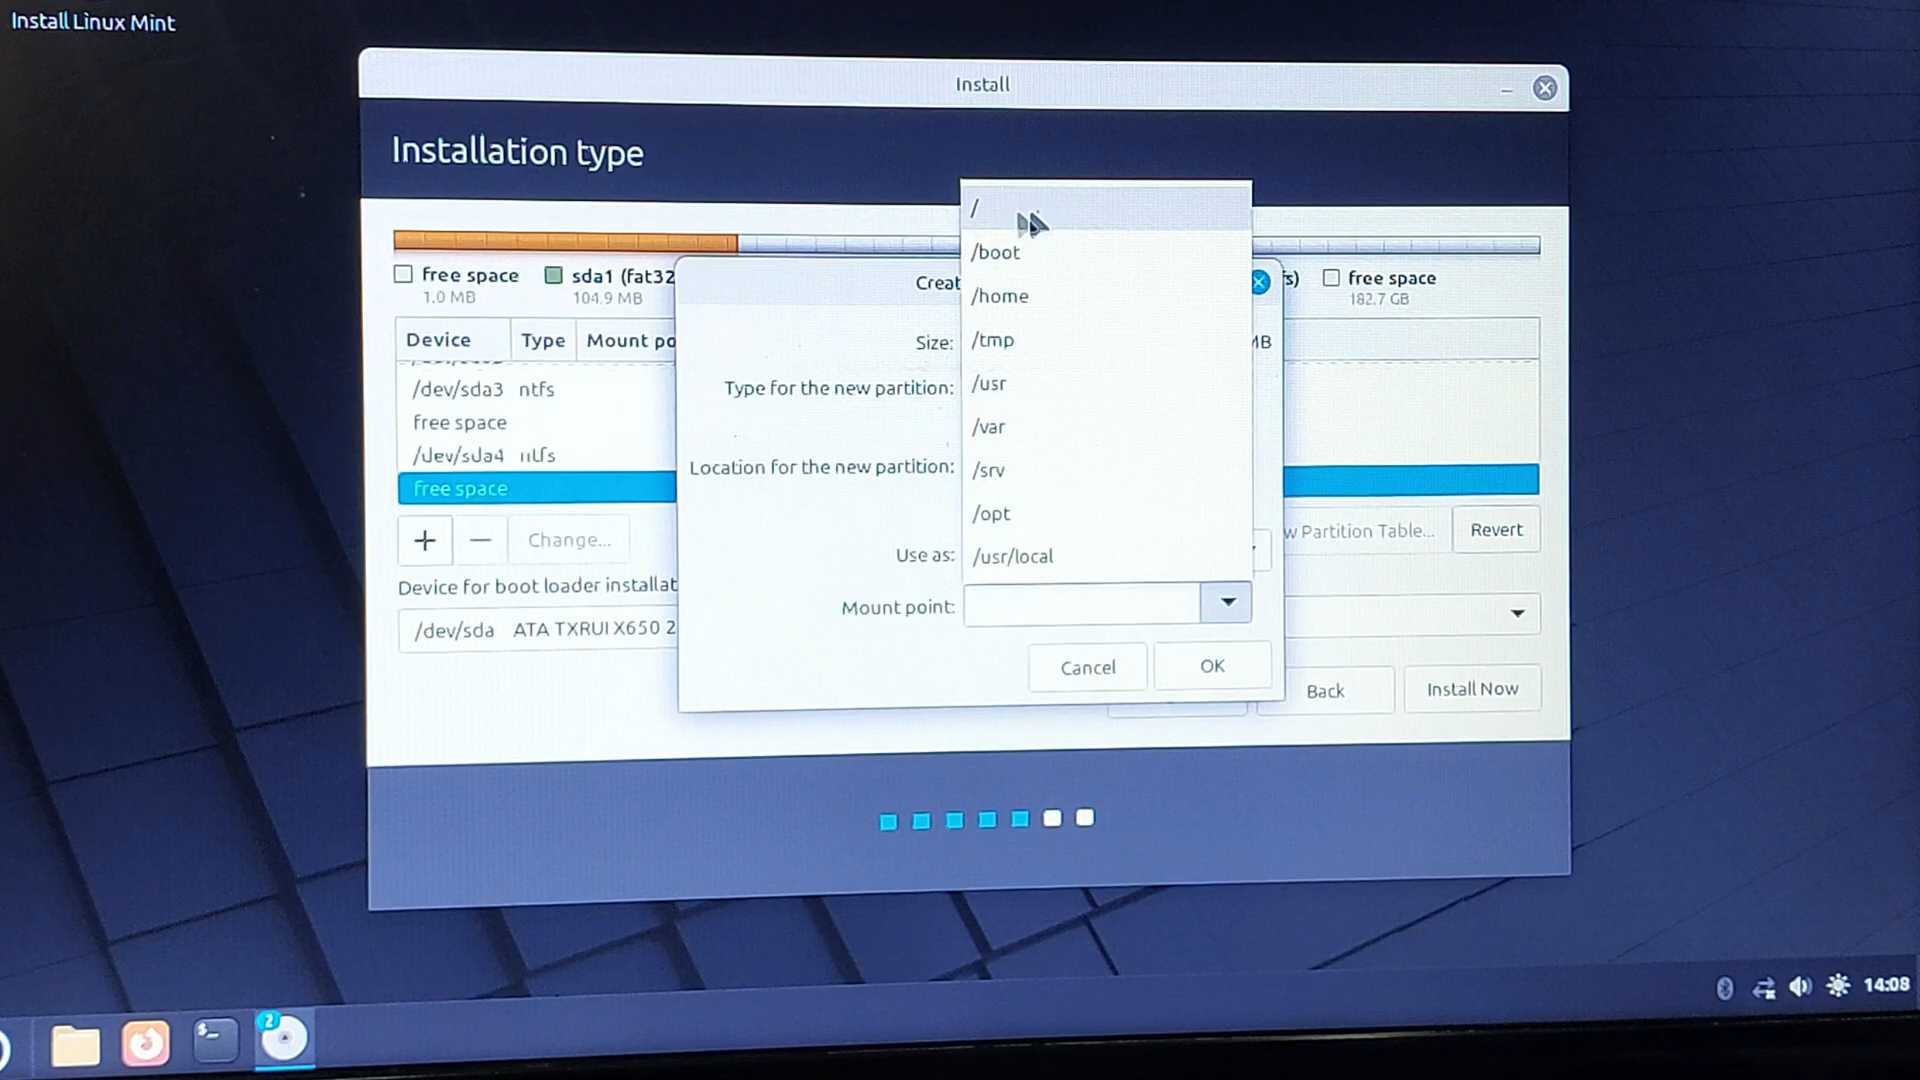 Install Linux Mint
Install
Installation type
/
/boot
/home
/tmp
/usr
/var
/srv
/opt
/usr/local
free space
1.0 MB
sda1 (fat32
104.9 MB
free space
182.7 GB
Creat
Device Type Mount po
Size:
/dev/sda3 ntfs
Type for the new partition:
free space
/dev/sda4 ntfs
Location for the new partition:
free space
+ — Change...
w Partition Table... Revert
Use as:
Device for boot loader installat
Mount point:
/dev/sda ATA TXRUI X650 2
Cancel OK
Back Install Now
14:08
2